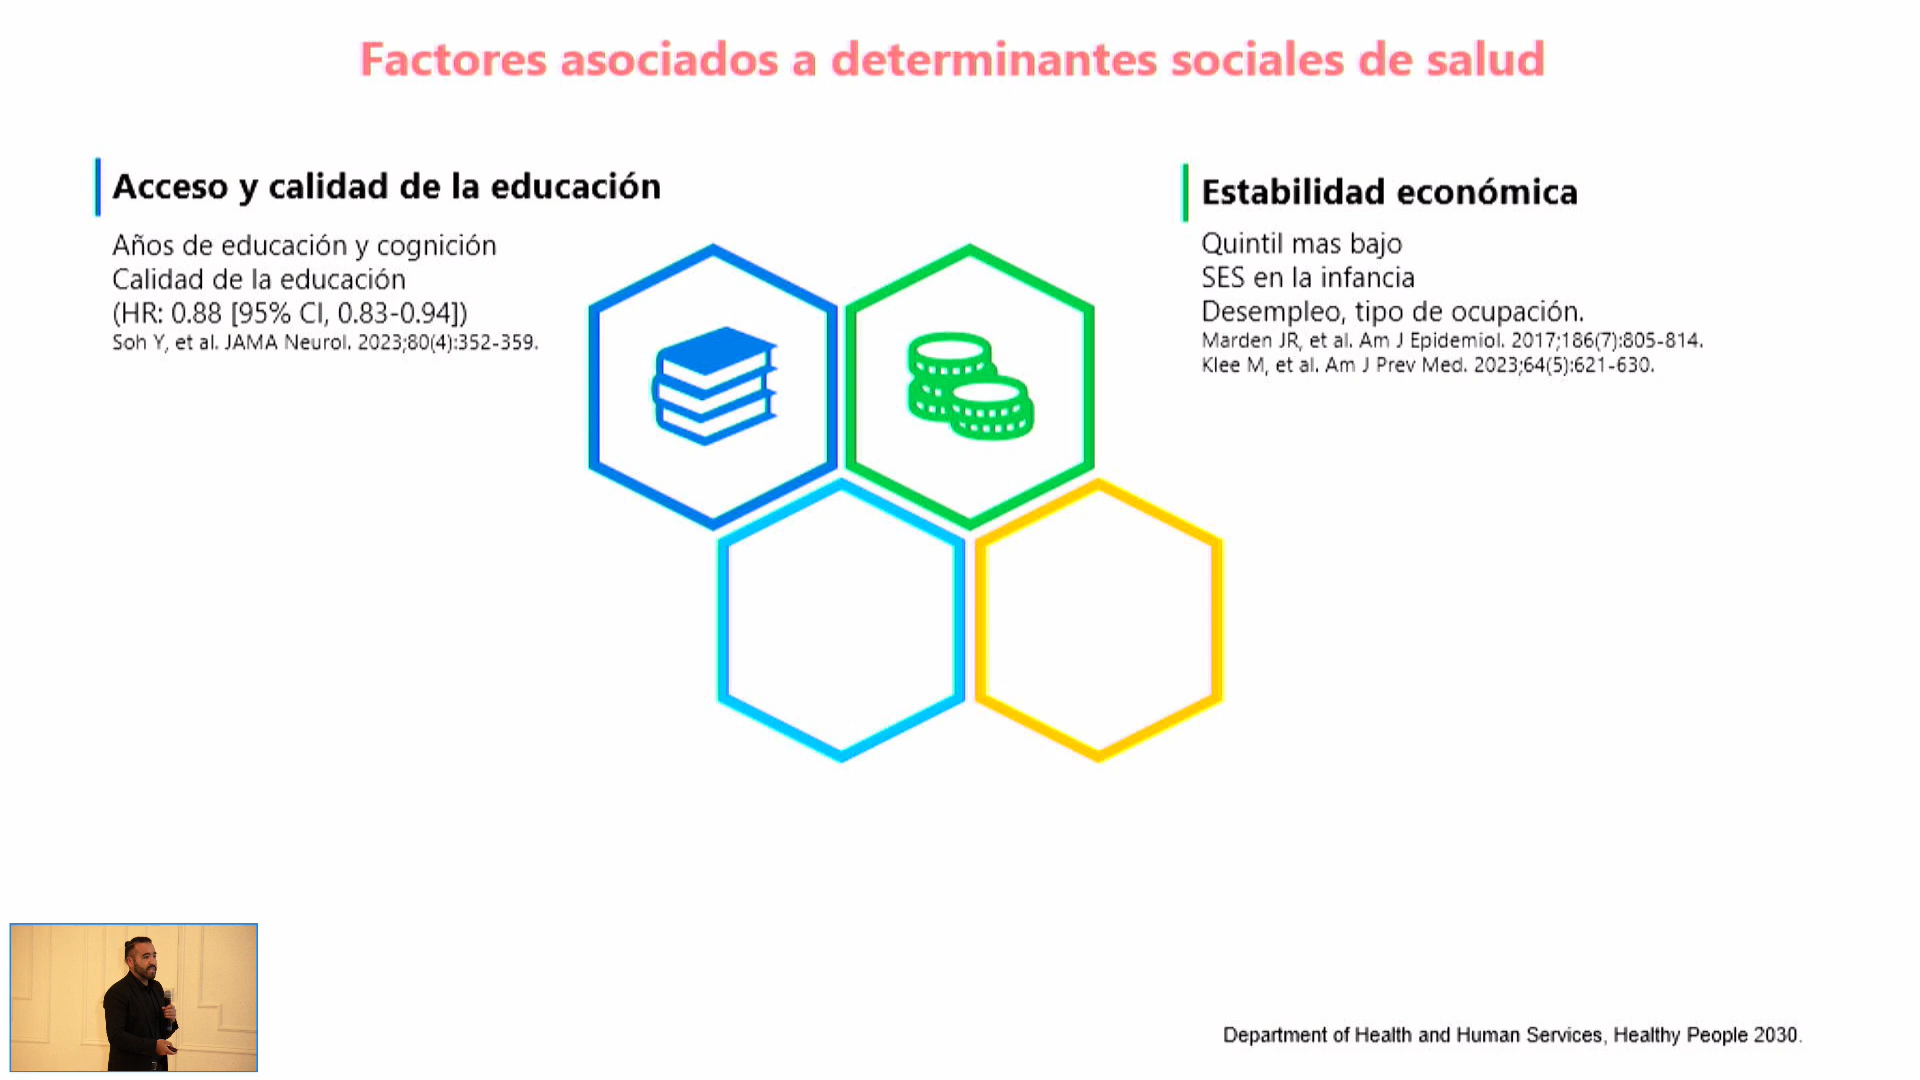 Factores asociados a determinantes sociales de salud
Acceso y calidad de la educación
Años de educación y cognición
Calidad de la educación
(HR: 0.88 [95% CI, 0.83-0.94])
Soh Y, et al. JAMA Neurol. 2023;80(4):352-359.
Estabilidad económica
Quintil mas bajo
SES en la infancia
Desempleo, tipo de ocupación.
Marden JR, et al. Am J Epidemiol. 2017;186(7):805-814.
Klee M, et al. Am J Prev Med. 2023;64(5):621-630.
Department of Health and Human Services, Healthy People 2030.